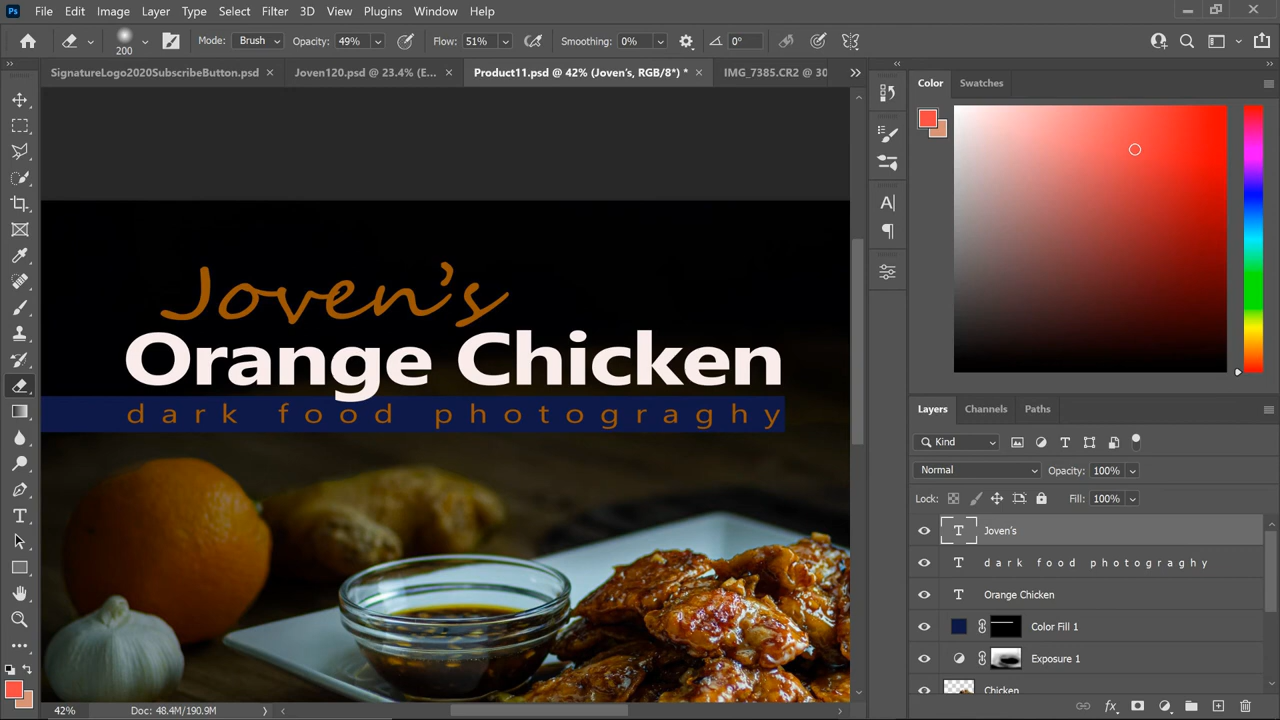 Ps File Edit Image Layer Type Select Filter 3D View Plugins Window Help
200 Mode: Brush Opacity: 49% Flow: 51% Smoothing: 0% 0°
SignatureLogo2020SubscribeButton.psd Joven120.psd @ 23.4% (E... Product11.psd @ 42% (Joven's, RGB/8*) * IMG_7385.CR2 @ 30
Color Swatches
Joven's
Orange Chicken
dark food photograghy
Layers Channels Paths
Kind
Normal Opacity: 100%
Lock: Fill: 100%
Joven's
dark food photograghy
Orange Chicken
Color Fill 1
Exposure 1
Chicken
42% Doc: 48.4M/190.9M